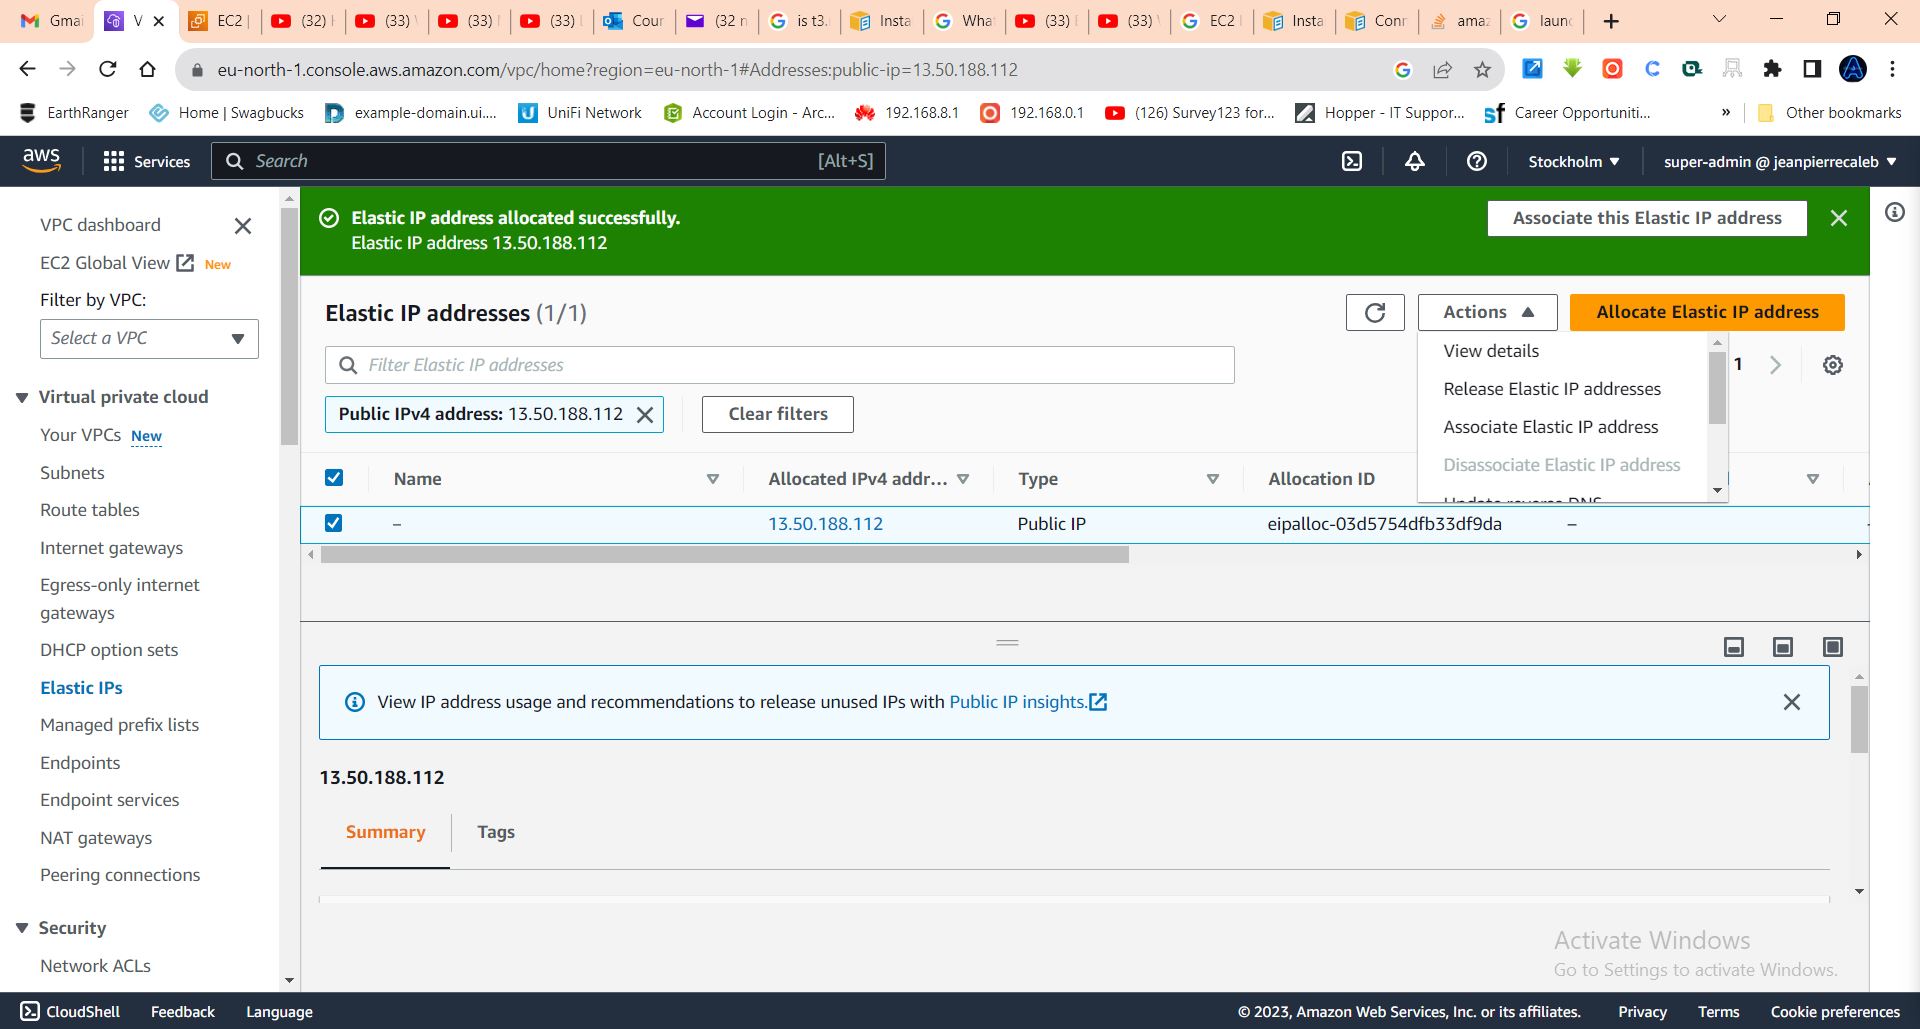 Gmai
V
EC2
(32)
(33)
(33)
(33)
Cour
(32 n
is t3.
Insta
Wha
(33)
(33)
EC2
Insta
Conn
amaz
laun
eu-north-1.console.aws.amazon.com/vpc/home?region=eu-north-1#Addresses:public-ip=13.50.188.112
EarthRanger
Home | Swagbucks
example-domain.ui....
UniFi Network
Account Login - Arc...
192.168.8.1
192.168.0.1
(126) Survey123 for...
Hopper - IT Suppor...
Career Opportuniti...
»
Other bookmarks
aws
Services
Search
[Alt+S]
Stockholm
super-admin @ jeanpierrecaleb
VPC dashboard
EC2 Global View New
Filter by VPC:
Select a VPC
Virtual private cloud
Your VPCs New
Subnets
Route tables
Internet gateways
Egress-only internet
gateways
DHCP option sets
Elastic IPs
Managed prefix lists
Endpoints
Endpoint services
NAT gateways
Peering connections
Security
Network ACLs
Elastic IP address allocated successfully.
Elastic IP address 13.50.188.112
Associate this Elastic IP address
Elastic IP addresses (1/1)
Actions
Allocate Elastic IP address
Filter Elastic IP addresses
View details
Release Elastic IP addresses
Associate Elastic IP address
Disassociate Elastic IP address
Update reverse DNS
1
Public IPv4 address: 13.50.188.112
Clear filters
Name
Allocated IPv4 addr...
Type
Allocation ID
–
13.50.188.112
Public IP
eipalloc-03d5754dfb33df9da
–
View IP address usage and recommendations to release unused IPs with Public IP insights.
13.50.188.112
Summary
Tags
Activate Windows
Go to Settings to activate Windows.
CloudShell
Feedback
Language
© 2023, Amazon Web Services, Inc. or its affiliates.
Privacy
Terms
Cookie preferences